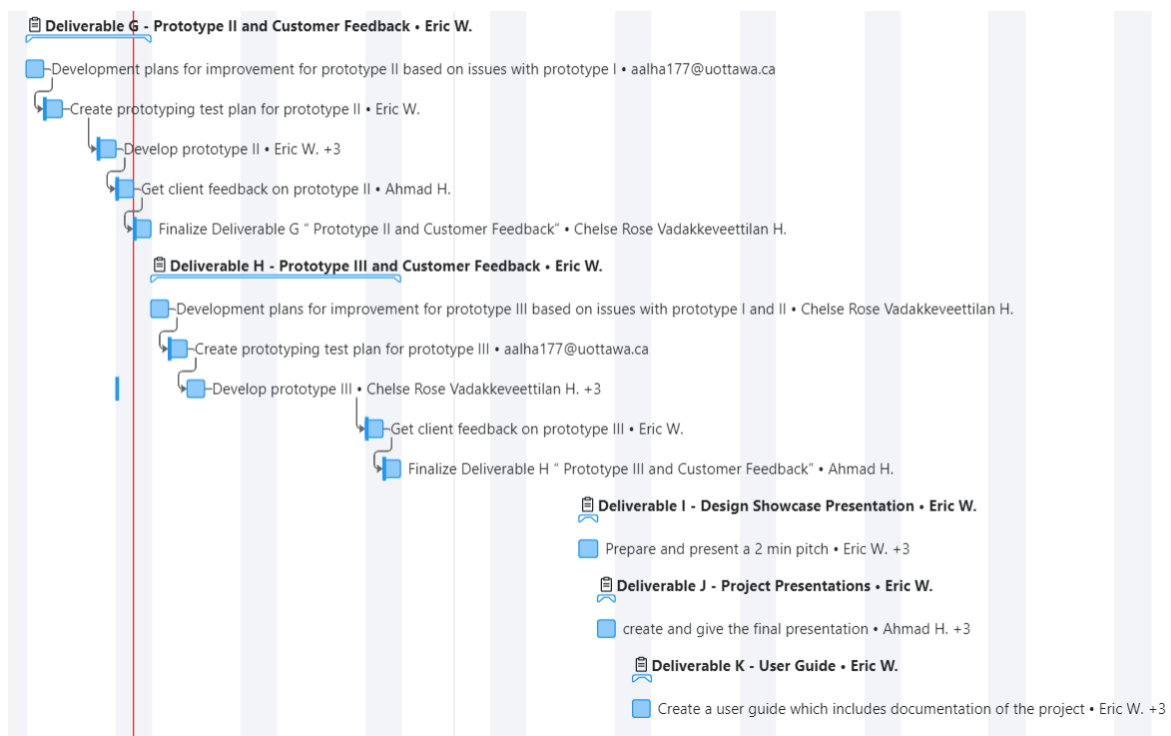 Deliverable G - Prototype II and Customer Feedback • Eric W.
Development plans for improvement for prototype II based on issues with prototype I • aalha177@uottawa.ca
Create prototyping test plan for prototype II • Eric W.
Develop prototype II • Eric W. +3
Get client feedback on prototype II • Ahmad H.
Finalize Deliverable G “ Prototype II and Customer Feedback” • Chelse Rose Vadakkeveettilan H.
Deliverable H - Prototype III and Customer Feedback • Eric W.
Development plans for improvement for prototype III based on issues with prototype I and II • Chelse Rose Vadakkeveettilan H.
Create prototyping test plan for prototype III • aalha177@uottawa.ca
Develop prototype III • Chelse Rose Vadakkeveettilan H. +3
Get client feedback on prototype III • Eric W.
Finalize Deliverable H “ Prototype III and Customer Feedback” • Ahmad H.
Deliverable I - Design Showcase Presentation • Eric W.
Prepare and present a 2 min pitch • Eric W. +3
Deliverable J - Project Presentations • Eric W.
create and give the final presentation • Ahmad H. +3
Deliverable K - User Guide • Eric W.
Create a user guide which includes documentation of the project • Eric W. +3